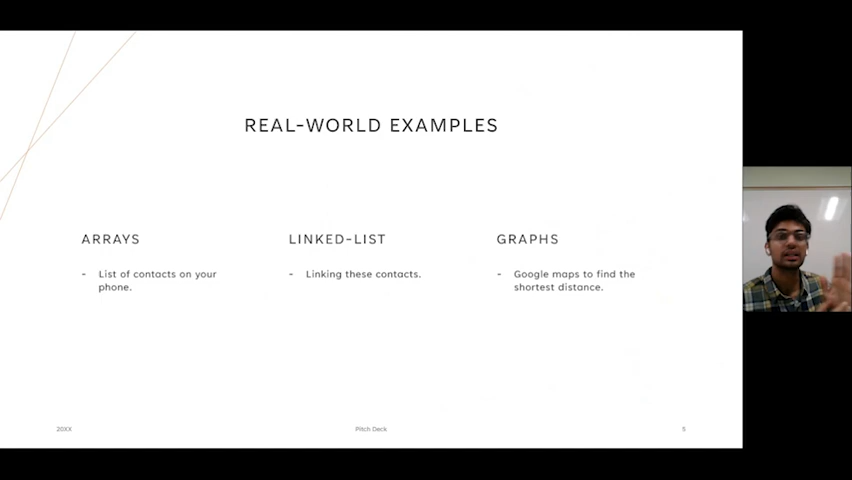 REAL-WORLD EXAMPLES
ARRAYS
- List of contacts on your
phone.
LINKED-LIST
- Linking these contacts.
GRAPHS
- Google maps to find the
shortest distance.
20XX
Pitch Deck
5